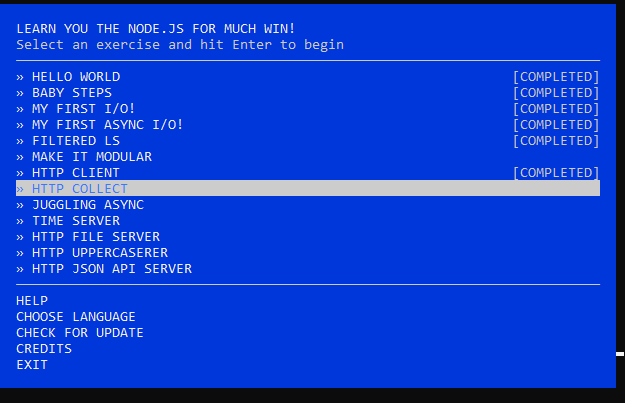 LEARN YOU THE NODE.JS FOR MUCH WIN!
Select an exercise and hit Enter to begin
» HELLO WORLD [COMPLETED]
» BABY STEPS [COMPLETED]
» MY FIRST I/O! [COMPLETED]
» MY FIRST ASYNC I/O! [COMPLETED]
» FILTERED LS [COMPLETED]
» MAKE IT MODULAR
» HTTP CLIENT [COMPLETED]
» HTTP COLLECT
» JUGGLING ASYNC
» TIME SERVER
» HTTP FILE SERVER
» HTTP UPPERCASERER
» HTTP JSON API SERVER
HELP
CHOOSE LANGUAGE
CHECK FOR UPDATE
CREDITS
EXIT